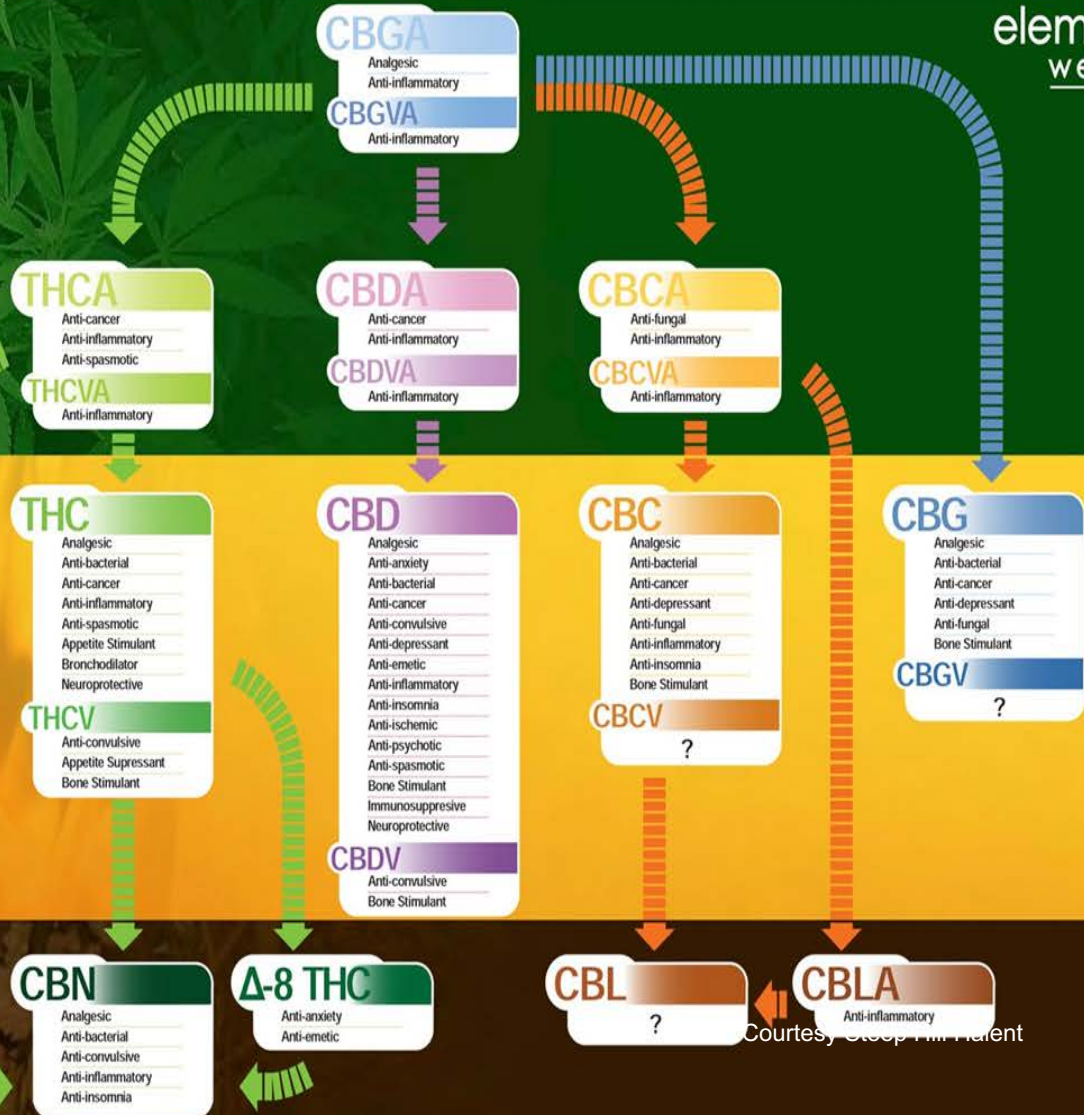 elem
we
CBGA
Analgesic
Anti-inflammatory
CBGVA
Anti-inflammatory
THCA
Anti-cancer
Anti-inflammatory
Anti-spasmotic
THCVA
Anti-inflammatory
CBDA
Anti-cancer
Anti-inflammatory
CBDVA
Anti-inflammatory
CBCA
Anti-fungal
Anti-inflammatory
CBCVA
Anti-inflammatory
THC
Analgesic
Anti-bacterial
Anti-cancer
Anti-inflammatory
Anti-spasmotic
Appetite Stimulant
Bronchodilator
Neuroprotective
THCV
Anti-convulsive
Appetite Supressant
Bone Stimulant
CBD
Analgesic
Anti-anxiety
Anti-bacterial
Anti-cancer
Anti-convulsive
Anti-depressant
Anti-emetic
Anti-inflammatory
Anti-insomnia
Anti-ischemic
Anti-psychotic
Anti-spasmotic
Bone Stimulant
Immunosuppresive
Neuroprotective
CBDV
Anti-convulsive
Bone Stimulant
CBC
Analgesic
Anti-bacterial
Anti-cancer
Anti-depressant
Anti-fungal
Anti-inflammatory
Anti-insomnia
Bone Stimulant
CBCV
?
CBG
Analgesic
Anti-bacterial
Anti-cancer
Anti-depressant
Anti-fungal
Bone Stimulant
CBGV
?
CBN
Analgesic
Anti-bacterial
Anti-convulsive
Anti-inflammatory
Anti-insomnia
Δ-8 THC
Anti-anxiety
Anti-emetic
CBL
?
CBLA
Anti-inflammatory
Courtesy Steep Hill Halent